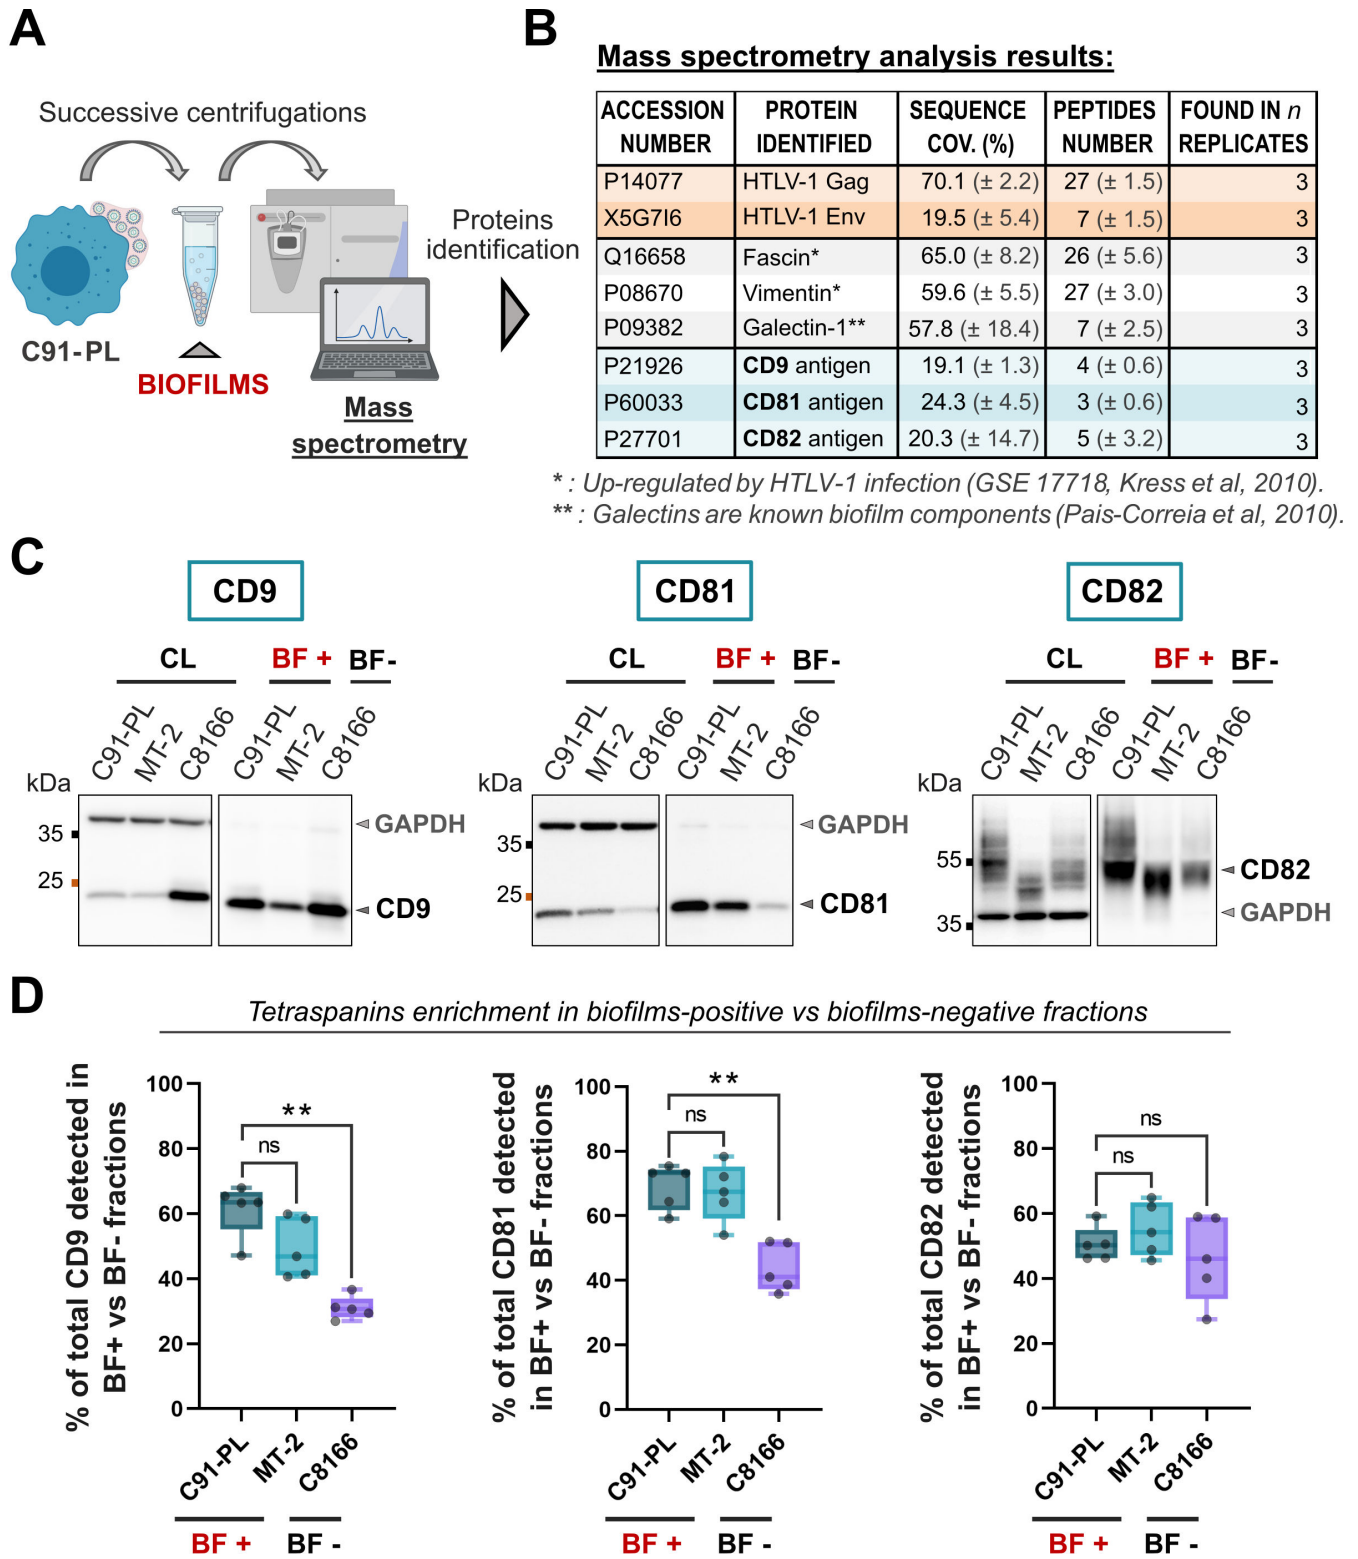 A
Successive centrifugations
C91-PL
BIOFILMS
Mass
spectrometry
Proteins
identification
B
Mass spectrometry analysis results:
ACCESSION NUMBER PROTEIN IDENTIFIED SEQUENCE COV. (%) PEPTIDES NUMBER FOUND IN n REPLICATES
P14077 HTLV-1 Gag 70.1 (± 2.2) 27 (± 1.5) 3
X5G7I6 HTLV-1 Env 19.5 (± 5.4) 7 (± 1.5) 3
Q16658 Fascin* 65.0 (± 8.2) 26 (± 5.6) 3
P08670 Vimentin* 59.6 (± 5.5) 27 (± 3.0) 3
P09382 Galectin-1** 57.8 (± 18.4) 7 (± 2.5) 3
P21926 CD9 antigen 19.1 (± 1.3) 4 (± 0.6) 3
P60033 CD81 antigen 24.3 (± 4.5) 3 (± 0.6) 3
P27701 CD82 antigen 20.3 (± 14.7) 5 (± 3.2) 3
* : Up-regulated by HTLV-1 infection (GSE 17718, Kress et al, 2010).
** : Galectins are known biofilm components (Pais-Correia et al, 2010).
C
CD9
CL BF + BF -
C91-PL MT-2 C8166 C91-PL MT-2 C8166
kDa
35
25
GAPDH
CD9
CD81
CL BF + BF -
C91-PL MT-2 C8166 C91-PL MT-2 C8166
kDa
35
25
GAPDH
CD81
CD82
CL BF + BF -
C91-PL MT-2 C8166 C91-PL MT-2 C8166
kDa
55
35
CD82
GAPDH
D
Tetraspanins enrichment in biofilms-positive vs biofilms-negative fractions
% of total CD9 detected in
BF+ vs BF- fractions
100
80
60
40
20
0
**
ns
C91-PL MT-2 C8166
BF + BF -
% of total CD81 detected
in BF+ vs BF- fractions
100
80
60
40
20
0
**
ns
C91-PL MT-2 C8166
BF + BF -
% of total CD82 detected
in BF+ vs BF- fractions
100
80
60
40
20
0
ns
ns
C91-PL MT-2 C8166
BF + BF -